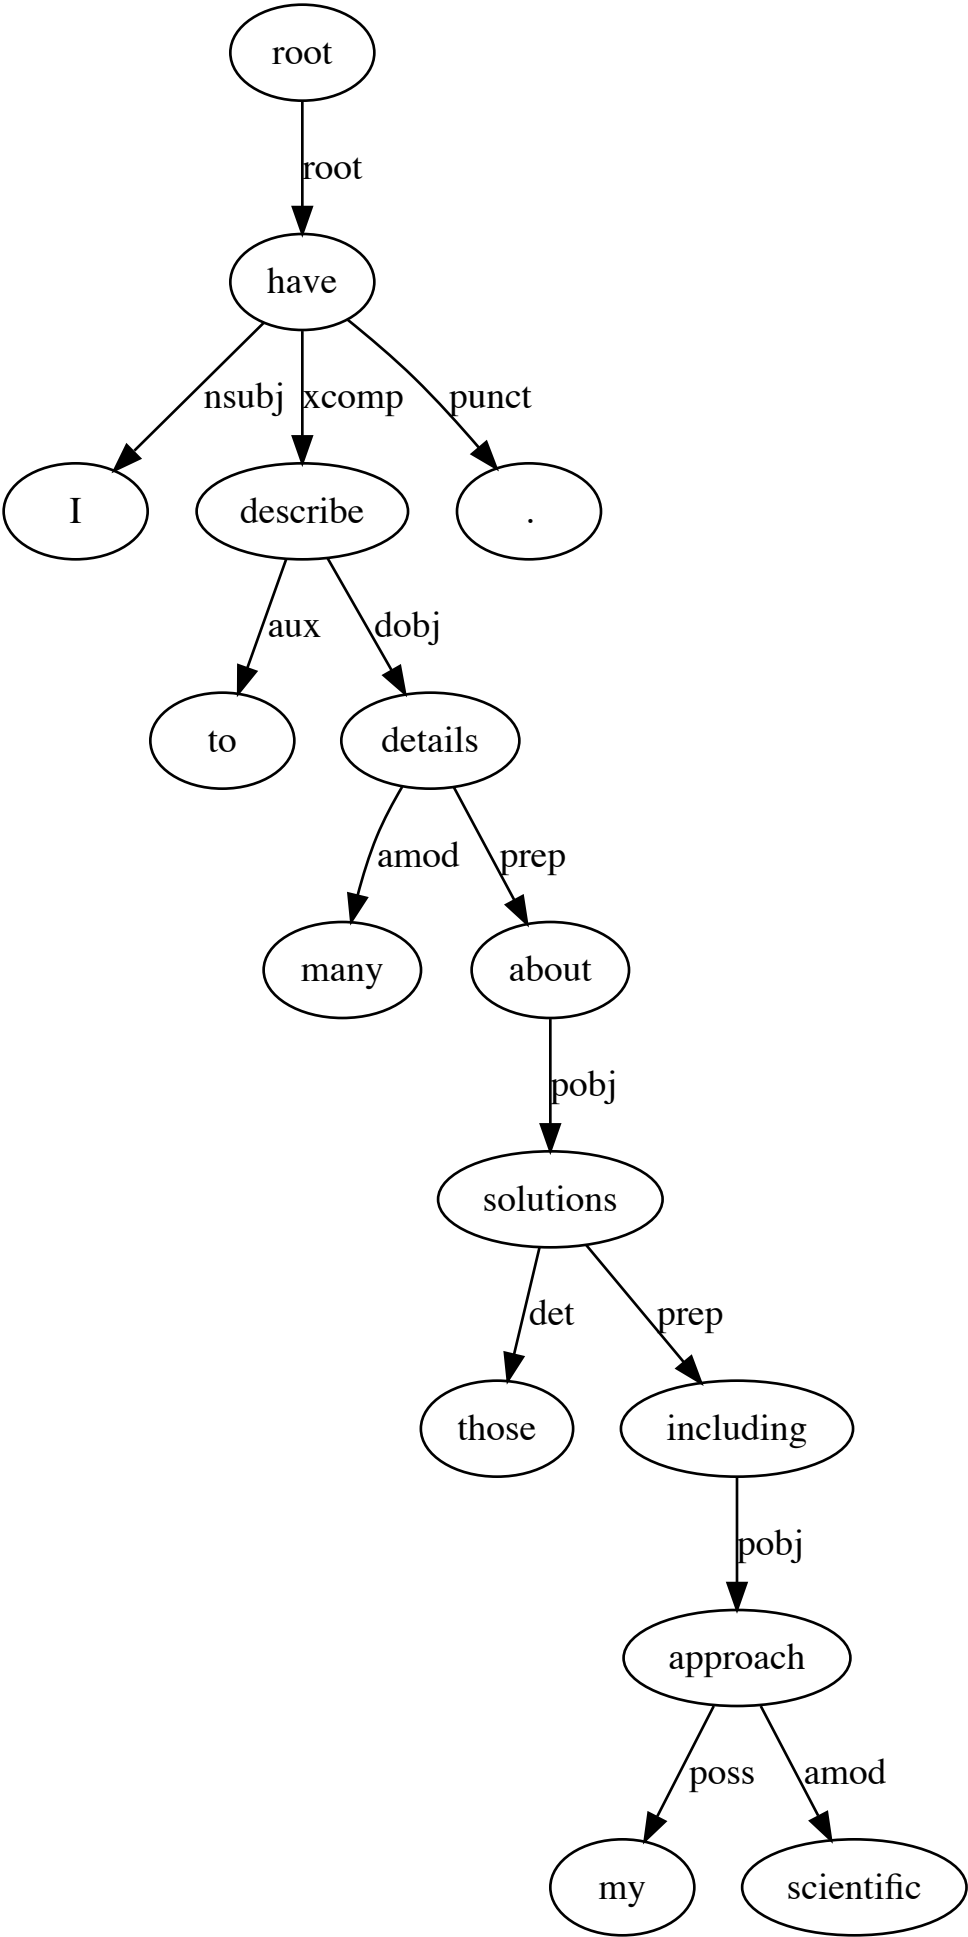 root
root
have
nsubj xcomp punct
I describe .
aux dobj
to details
amod prep
many about
pobj
solutions
det prep
those including
pobj
approach
poss amod
my scientific